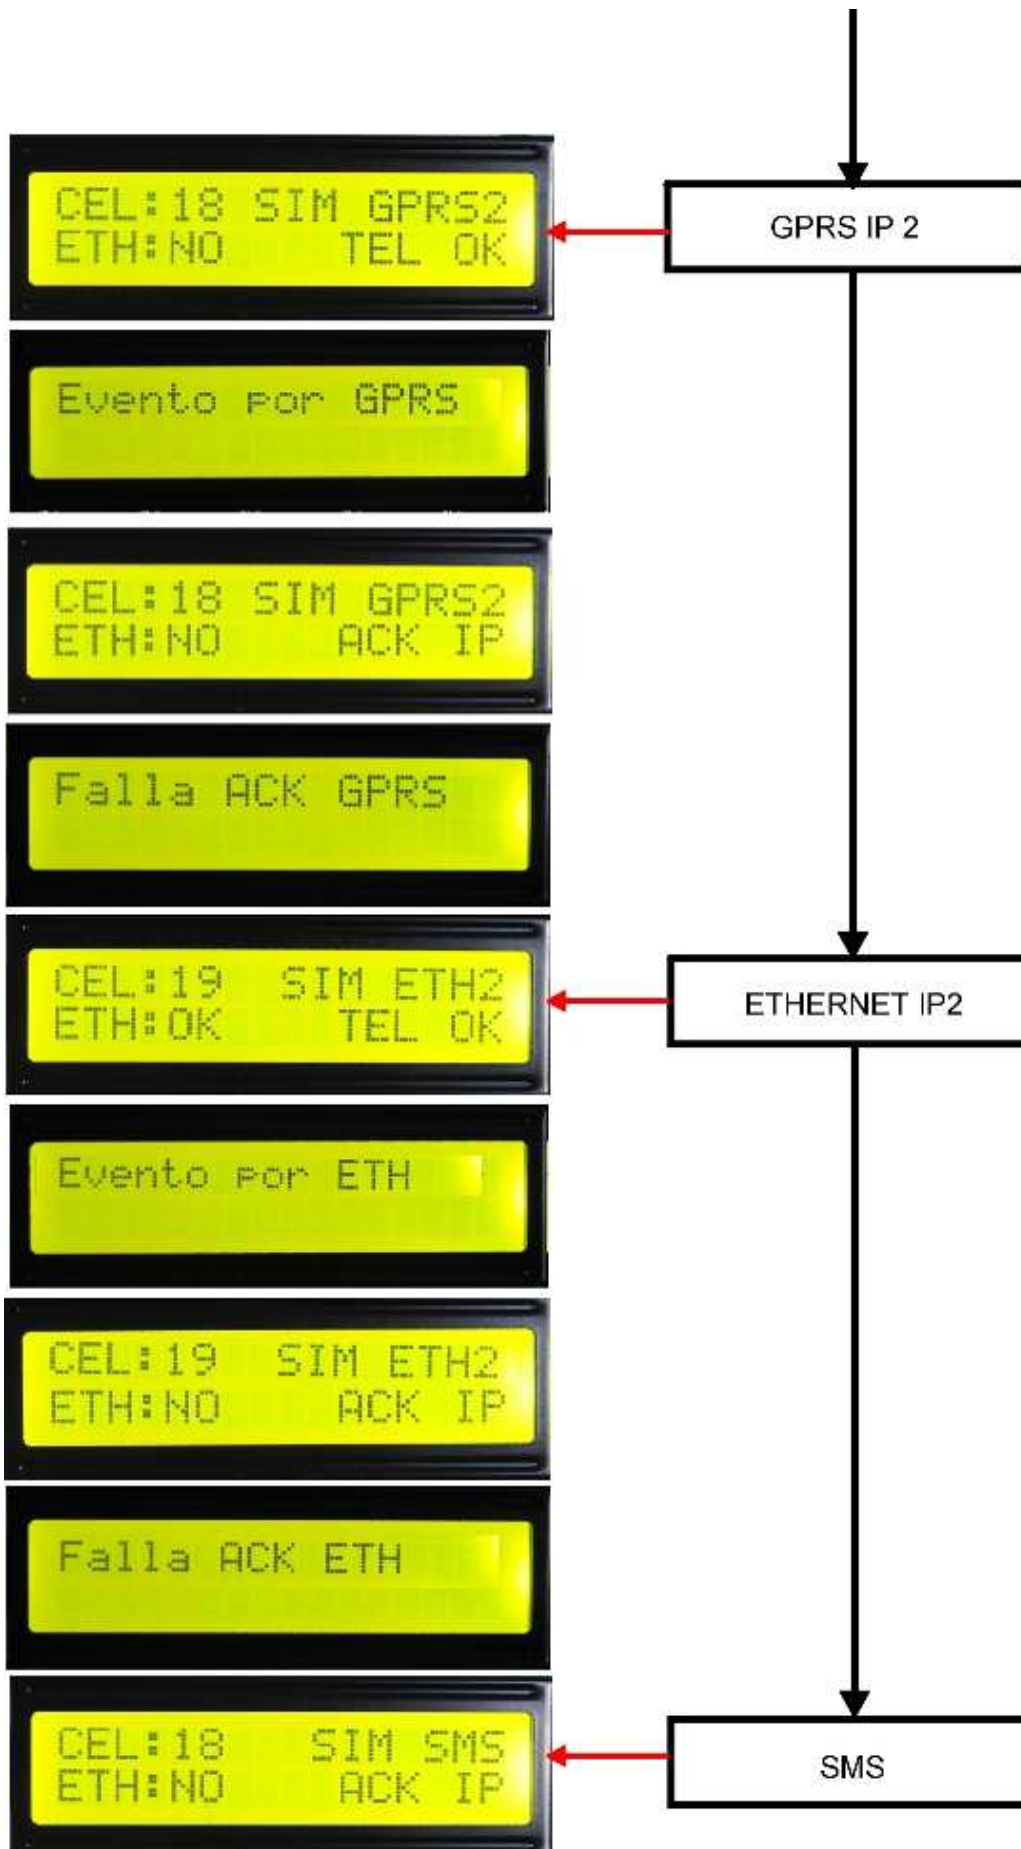 CEL:18 SIM GPRS2
ETH:NO TEL OK
GPRS IP 2
Evento por GPRS
CEL:18 SIM GPRS2
ETH:NO ACK IP
Falla ACK GPRS
CEL:19 SIM ETH2
ETH:OK TEL OK
ETHERNET IP2
Evento por ETH
CEL:19 SIM ETH2
ETH:NO ACK IP
Falla ACK ETH
CEL:18 SIM SMS
ETH:NO ACK IP
SMS